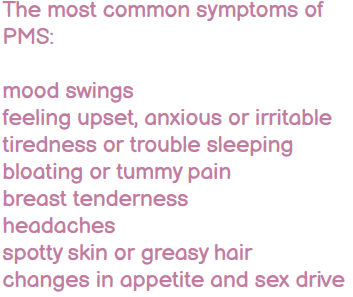 The most common symptoms of
PMS:
mood swings
feeling upset, anxious or irritable
tiredness or trouble sleeping
bloating or tummy pain
breast tenderness
headaches
spotty skin or greasy hair
changes in appetite and sex drive